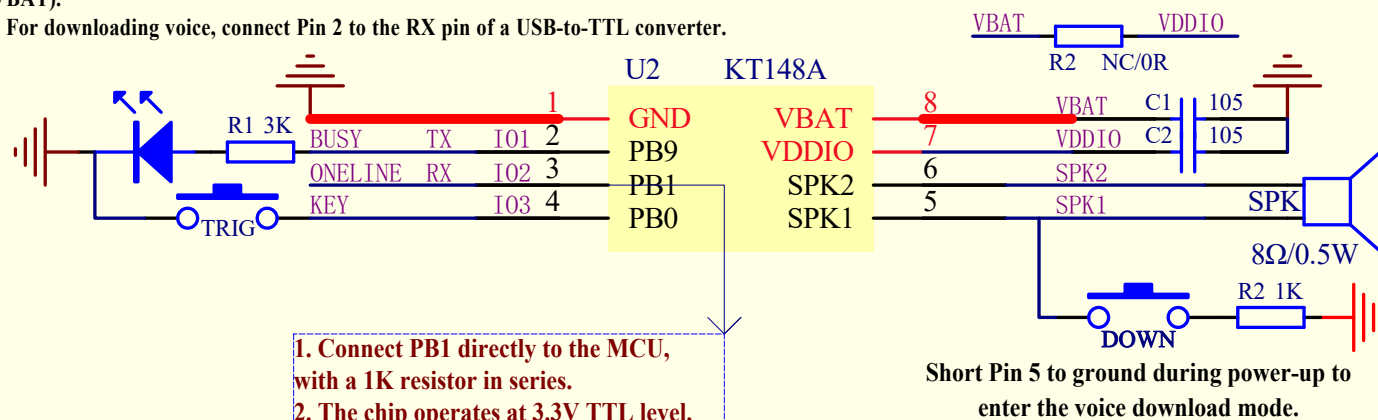 VBAT).
For downloading voice, connect Pin 2 to the RX pin of a USB-to-TTL converter.
VBAT VDDIO
R2 NC/0R
U2 KT148A
1 GND VBAT 8 VBAT C1 105
R1 3K BUSY TX IO1 2 PB9 VDDIO 7 VDDIO C2 105
ONELINE RX IO2 3 PB1 SPK2 6 SPK2
TRIG KEY IO3 4 PB0 SPK1 5 SPK1 SPK
8Ω/0.5W
R2 1K
DOWN
1. Connect PB1 directly to the MCU,
with a 1K resistor in series.
2. The chip operates at 3.3V TTL level.
Short Pin 5 to ground during power-up to
enter the voice download mode.